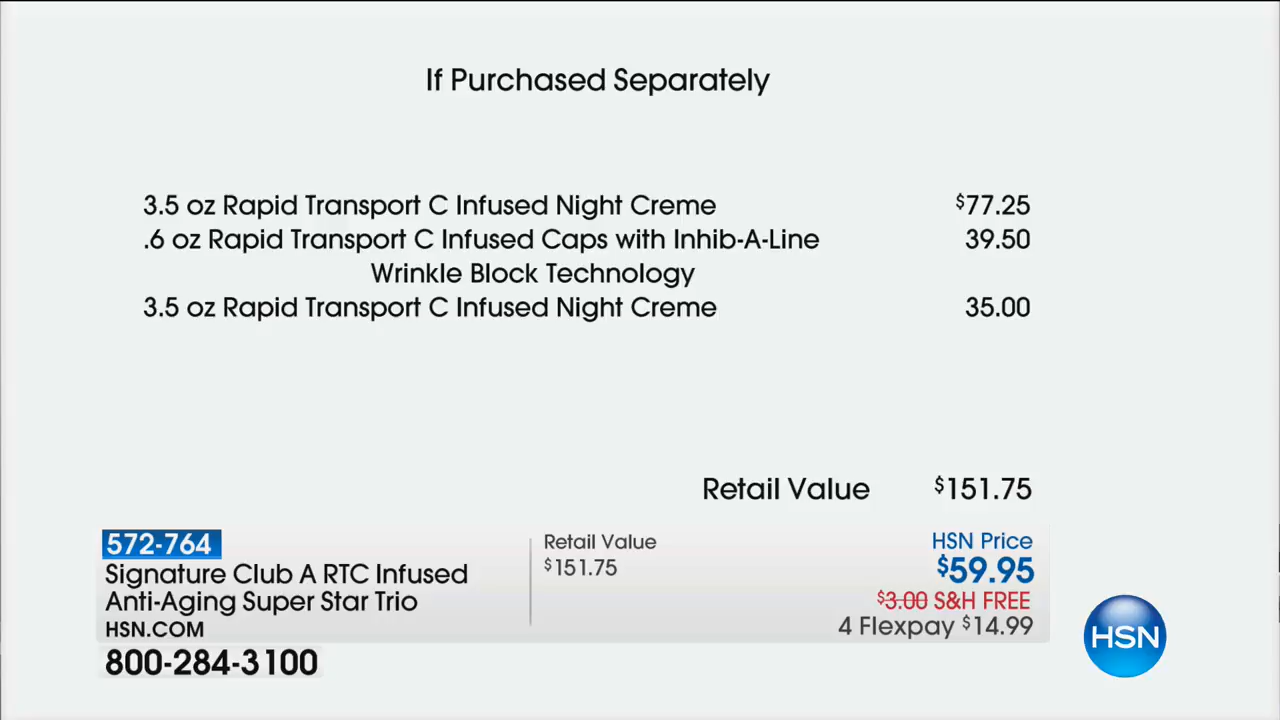 If Purchased Separately
3.5 oz Rapid Transport C Infused Night Creme $77.25
.6 oz Rapid Transport C Infused Caps with Inhib-A-Line 39.50
Wrinkle Block Technology
3.5 oz Rapid Transport C Infused Night Creme 35.00
Retail Value $151.75
572-764
Signature Club A RTC Infused
Anti-Aging Super Star Trio
HSN.COM
800-284-3100
Retail Value
$151.75
HSN Price
$59.95
$3.00 S&H FREE
4 Flexpay $14.99
HSN